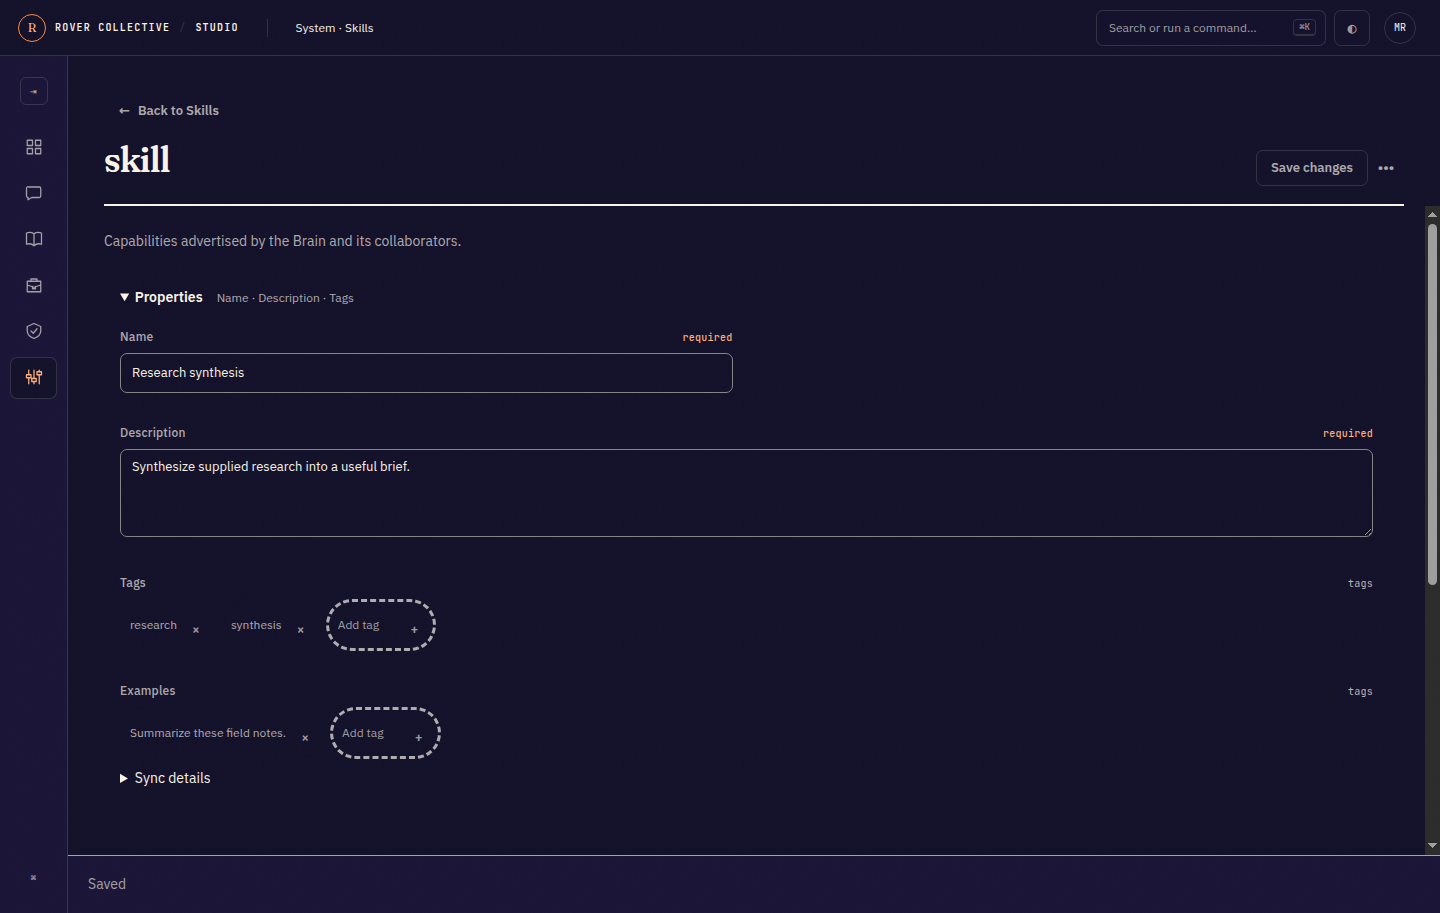 R ROVER COLLECTIVE / STUDIO System · Skills Search or run a command... ⌘K MR
← Back to Skills
skill
Save changes •••
Capabilities advertised by the Brain and its collaborators.
▼ Properties Name · Description · Tags
Name required
Research synthesis
Description required
Synthesize supplied research into a useful brief.
Tags tags
research × synthesis × Add tag +
Examples tags
Summarize these field notes. × Add tag +
▶ Sync details
⌘ Saved